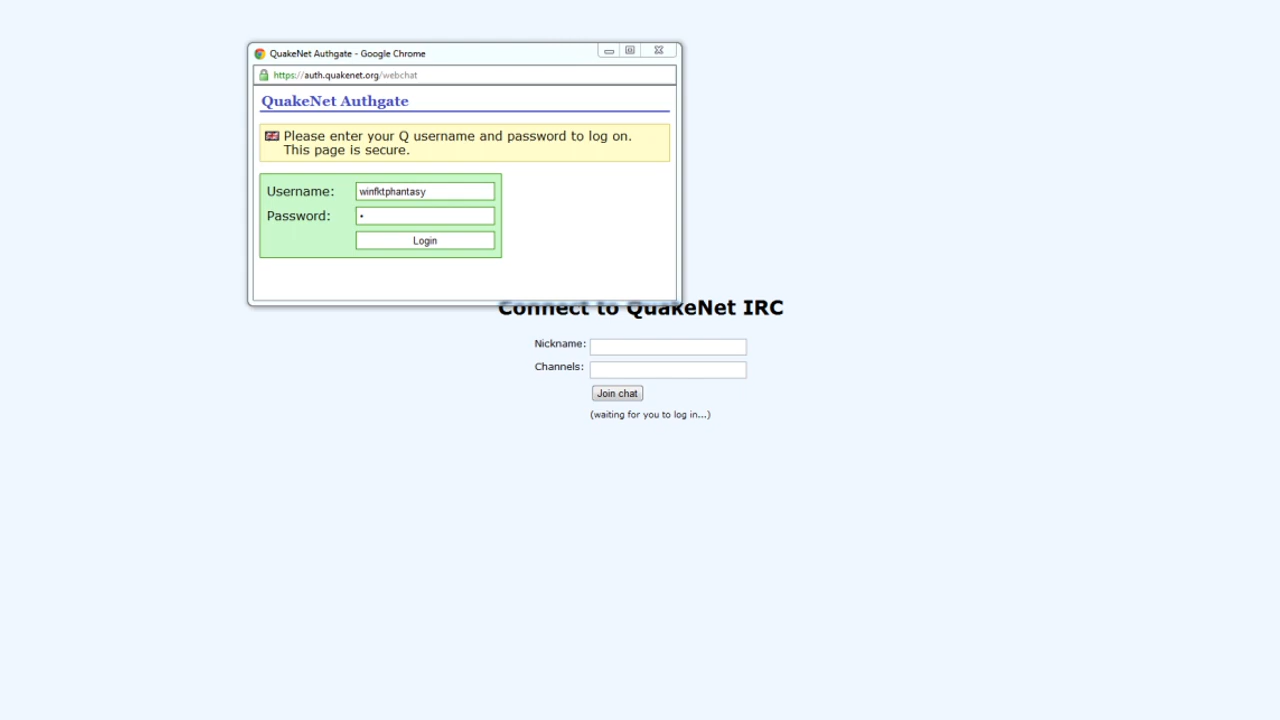 QuakeNet Authgate - Google Chrome
https://auth.quakenet.org/webchat
QuakeNet Authgate
Please enter your Q username and password to log on.
This page is secure.
Username: winfktphantasy
Password: •
Login
Connect to QuakeNet IRC
Nickname:
Channels:
Join chat
(waiting for you to log in...)